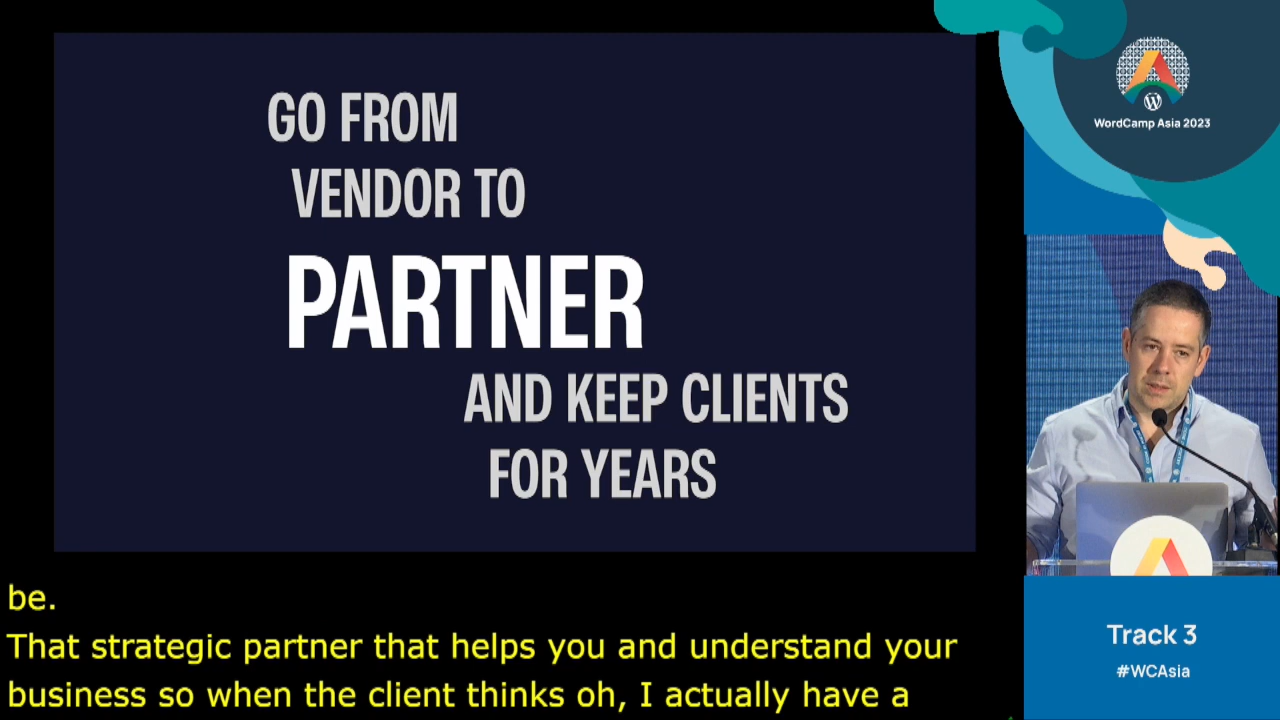 GO FROM
VENDOR TO
PARTNER
AND KEEP CLIENTS
FOR YEARS
be.
That strategic partner that helps you and understand your
business so when the client thinks oh, I actually have a
WordCamp Asia 2023
Track 3
#WCAsia